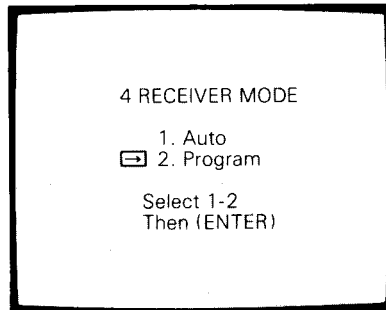 4 RECEIVER MODE
1. Auto
→ 2. Program
Select 1-2
Then (ENTER)